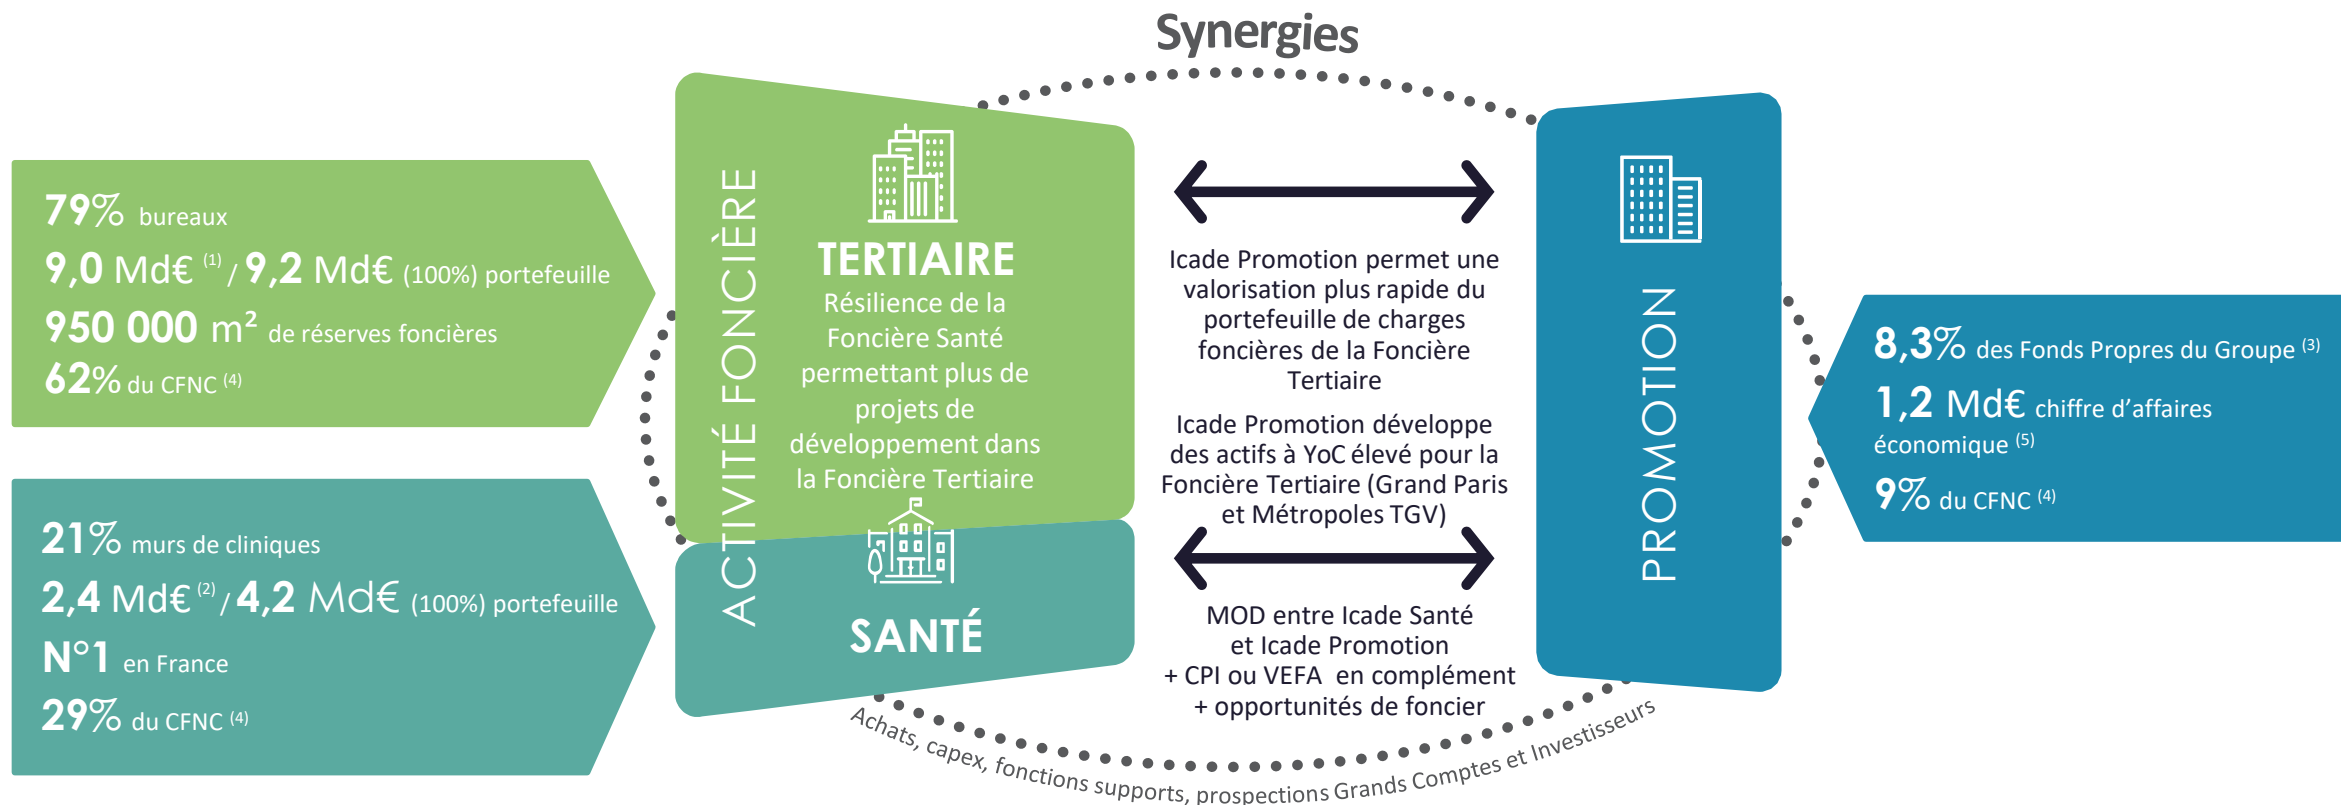 Synergies
79% bureaux
9,0 Md€ (1) / 9,2 Md€ (100%) portefeuille
950 000 m² de réserves foncières
62% du CFNC (4)
21% murs de cliniques
2,4 Md€ (2) / 4,2 Md€ (100%) portefeuille
N°1 en France
29% du CFNC (4)
ACTIVITÉ FONCIÈRE
TERTIAIRE
Résilience de la
Foncière Santé
permettant plus de
projets de
développement dans
la Foncière Tertiaire
SANTÉ
Icade Promotion permet une
valorisation plus rapide du
portefeuille de charges
foncières de la Foncière
Tertiaire
Icade Promotion développe
des actifs à YoC élevé pour la
Foncière Tertiaire (Grand Paris
et Métropoles TGV)
MOD entre Icade Santé
et Icade Promotion
+ CPI ou VEFA en complément
+ opportunités de foncier
PROMOTION
8,3% des Fonds Propres du Groupe (3)
1,2 Md€ chiffre d'affaires
économique (5)
9% du CFNC (4)
Achats, capex, fonctions supports, prospections Grands Comptes et Investisseurs